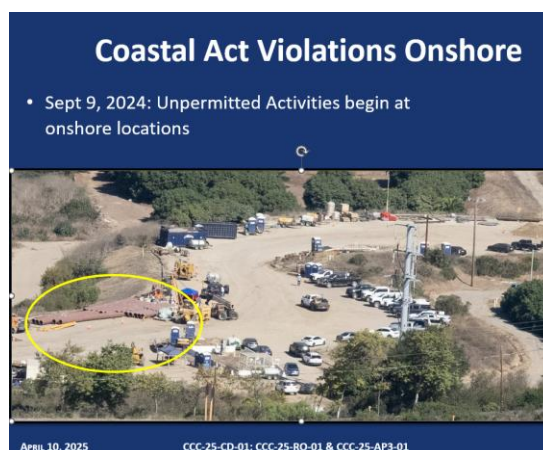 Coastal Act Violations Onshore
• Sept 9, 2024: Unpermitted Activities begin at
onshore locations
APRIL 10, 2025 CCC-25-CD-01; CCC-25-RO-01 & CCC-25-AP3-01